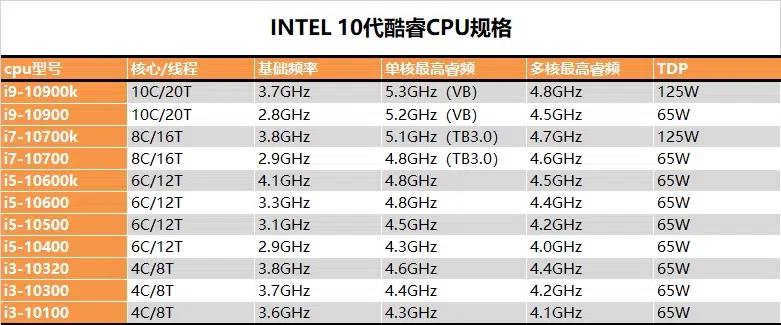 INTEL 10代酷睿CPU规格
cpu型号 核心/线程 基础频率 单核最高睿频 多核最高睿频 TDP
i9-10900k 10C/20T 3.7GHz 5.3GHz（VB） 4.8GHz 125W
i9-10900 10C/20T 2.8GHz 5.2GHz（VB） 4.5GHz 65W
i7-10700k 8C/16T 3.8GHz 5.1GHz（TB3.0） 4.7GHz 125W
i7-10700 8C/16T 2.9GHz 4.8GHz（TB3.0） 4.6GHz 65W
i5-10600k 6C/12T 4.1GHz 4.8GHz 4.5GHz 65W
i5-10600 6C/12T 3.3GHz 4.8GHz 4.4GHz 65W
i5-10500 6C/12T 3.1GHz 4.5GHz 4.2GHz 65W
i5-10400 6C/12T 2.9GHz 4.3GHz 4.0GHz 65W
i3-10320 4C/8T 3.8GHz 4.6GHz 4.4GHz 65W
i3-10300 4C/8T 3.7GHz 4.4GHz 4.2GHz 65W
i3-10100 4C/8T 3.6GHz 4.3GHz 4.1GHz 65W